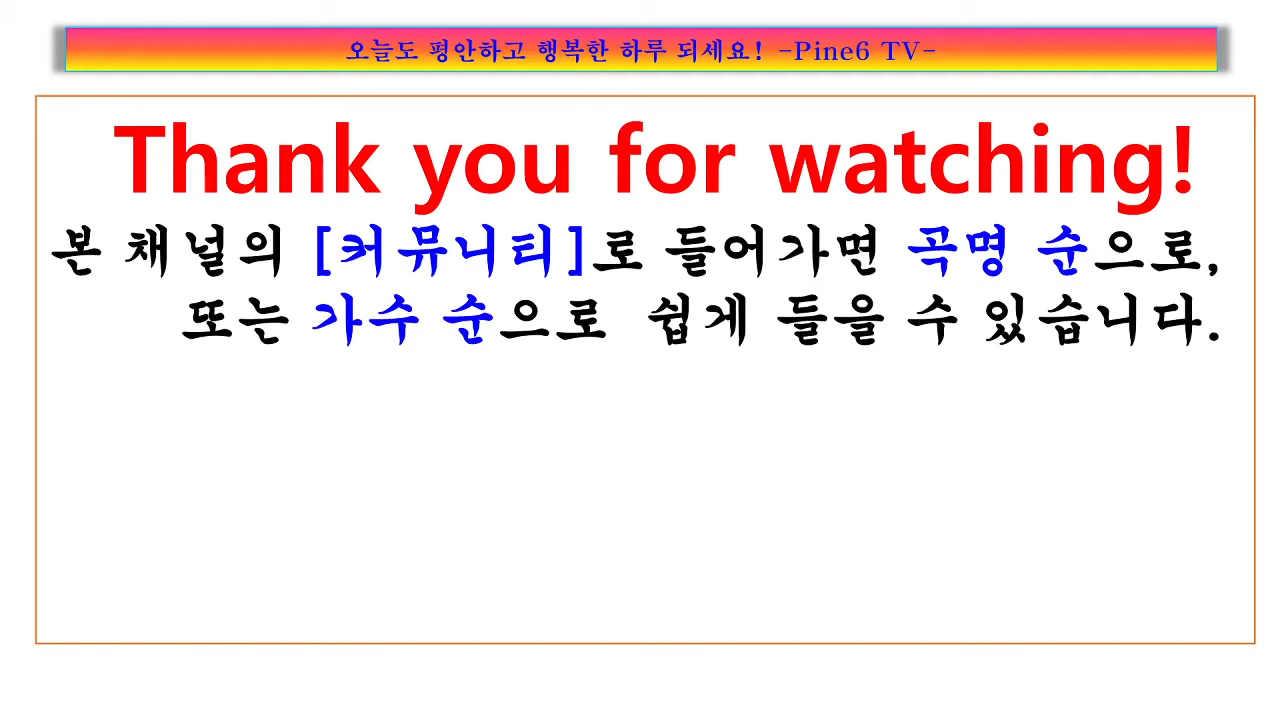 오늘도 평안하고 행복한 하루 되세요! -Pine6 TV-
Thank you for watching!
본 채널의 [커뮤니티]로 들어가면 곡명 순으로,
또는 가수 순으로 쉽게 들을 수 있습니다.